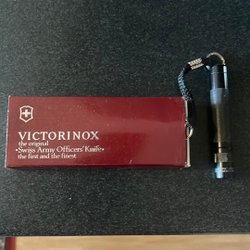 VICTORINOX
the original
«Swiss Army Officers' Knife»
the first and the finest